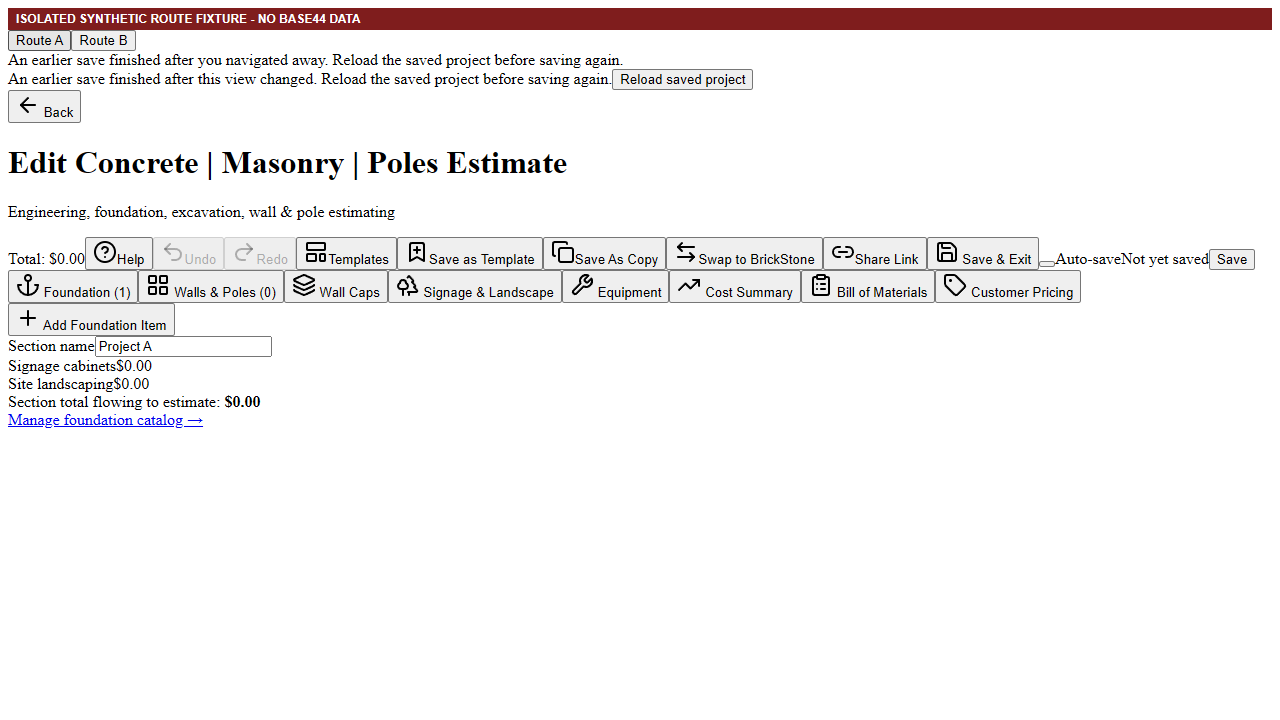 ISOLATED SYNTHETIC ROUTE FIXTURE - NO BASE44 DATA
Route A Route B
An earlier save finished after you navigated away. Reload the saved project before saving again.
An earlier save finished after this view changed. Reload the saved project before saving again. Reload saved project
Back
Edit Concrete | Masonry | Poles Estimate
Engineering, foundation, excavation, wall & pole estimating
Total: $0.00 Help Undo Redo Templates Save as Template Save As Copy Swap to BrickStone Share Link Save & Exit Auto-save Not yet saved Save
Foundation (1) Walls & Poles (0) Wall Caps Signage & Landscape Equipment Cost Summary Bill of Materials Customer Pricing
Add Foundation Item
Section name Project A
Signage cabinets$0.00
Site landscaping$0.00
Section total flowing to estimate: $0.00
Manage foundation catalog →